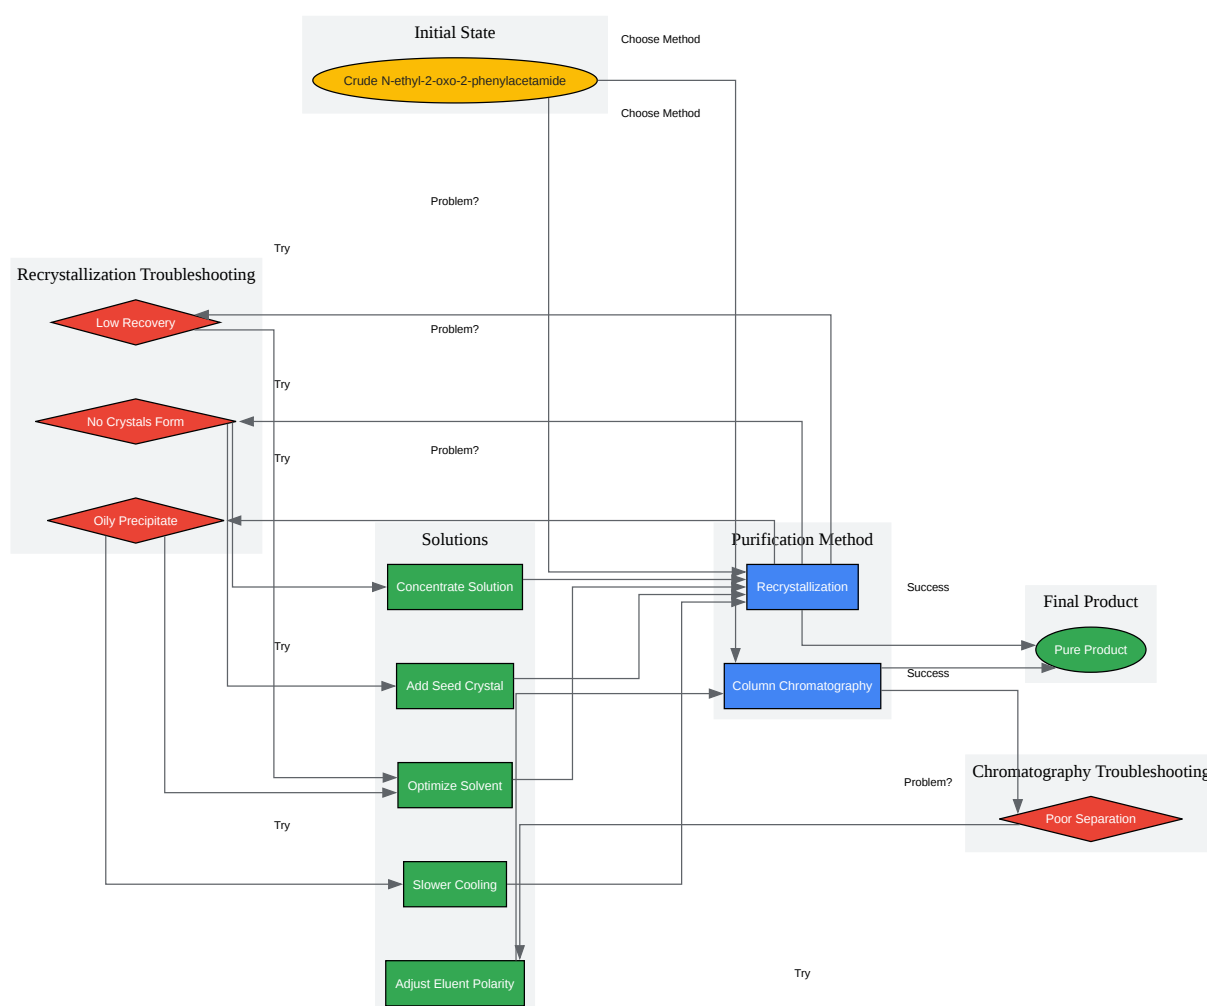 Initial State
Choose Method
Crude N-ethyl-2-oxo-2-phenylacetamide
Choose Method
Problem?
Try
Recrystallization Troubleshooting
Low Recovery
Problem?
Try
No Crystals Form
Problem?
Try
Oily Precipitate
Solutions
Purification Method
Concentrate Solution
Recrystallization
Success
Final Product
Pure Product
Try
Add Seed Crystal
Column Chromatography
Success
Chromatography Troubleshooting
Optimize Solvent
Problem?
Poor Separation
Try
Slower Cooling
Adjust Eluent Polarity
Try